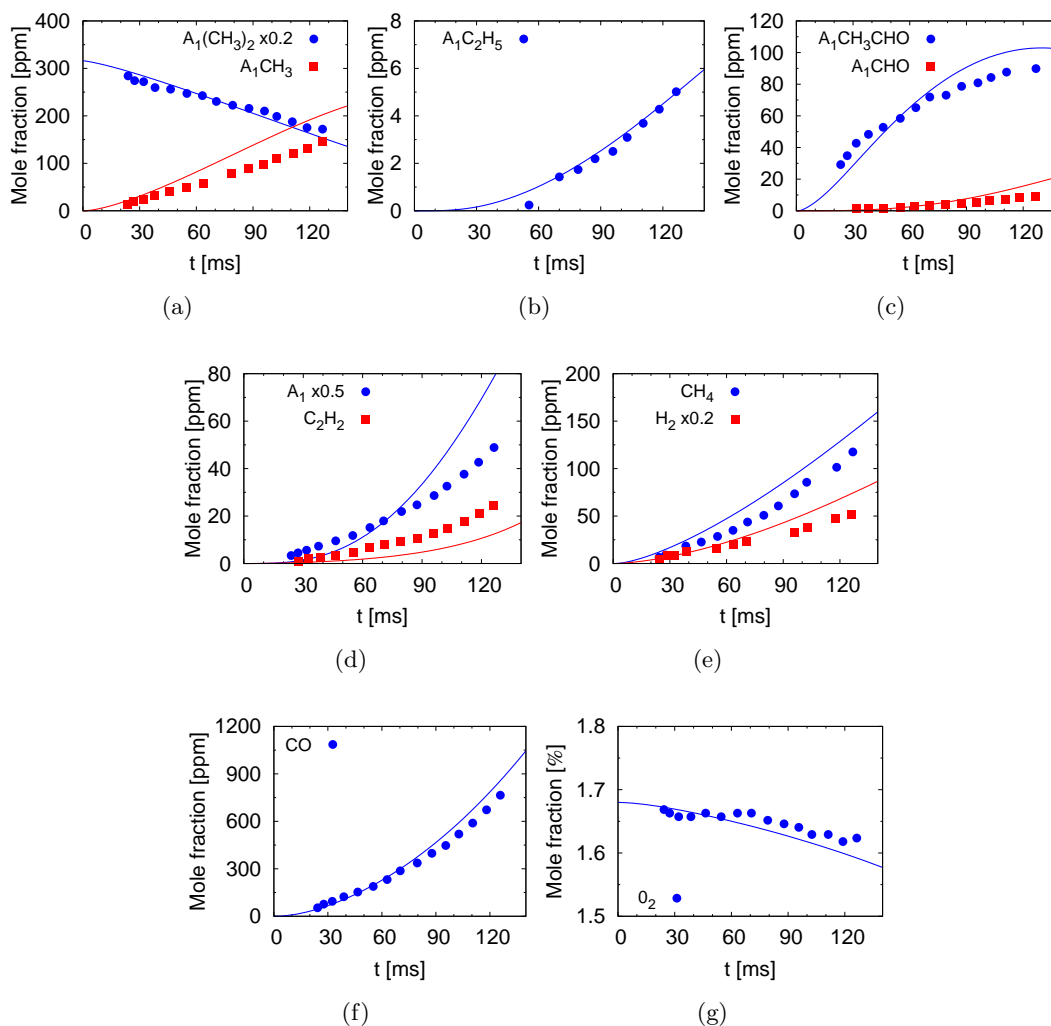 Mole fraction [ppm]
400
300
200
100
0
A₁(CH₃)₂ x0.2
A₁CH₃
0 30 60 90 120
t [ms]
(a)
Mole fraction [ppm]
8
6
4
2
0
A₁C₂H₅
0 30 60 90 120
t [ms]
(b)
Mole fraction [ppm]
120
100
80
60
40
20
0
A₁CH₃CHO
A₁CHO
0 30 60 90 120
t [ms]
(c)
Mole fraction [ppm]
80
60
40
20
0
A₁ x0.5
C₂H₂
0 30 60 90 120
t [ms]
(d)
Mole fraction [ppm]
200
150
100
50
0
CH₄
H₂ x0.2
0 30 60 90 120
t [ms]
(e)
Mole fraction [ppm]
1200
900
600
300
0
CO
0 30 60 90 120
t [ms]
(f)
Mole fraction [%]
1.8
1.7
1.6
1.5
0₂
0 30 60 90 120
t [ms]
(g)